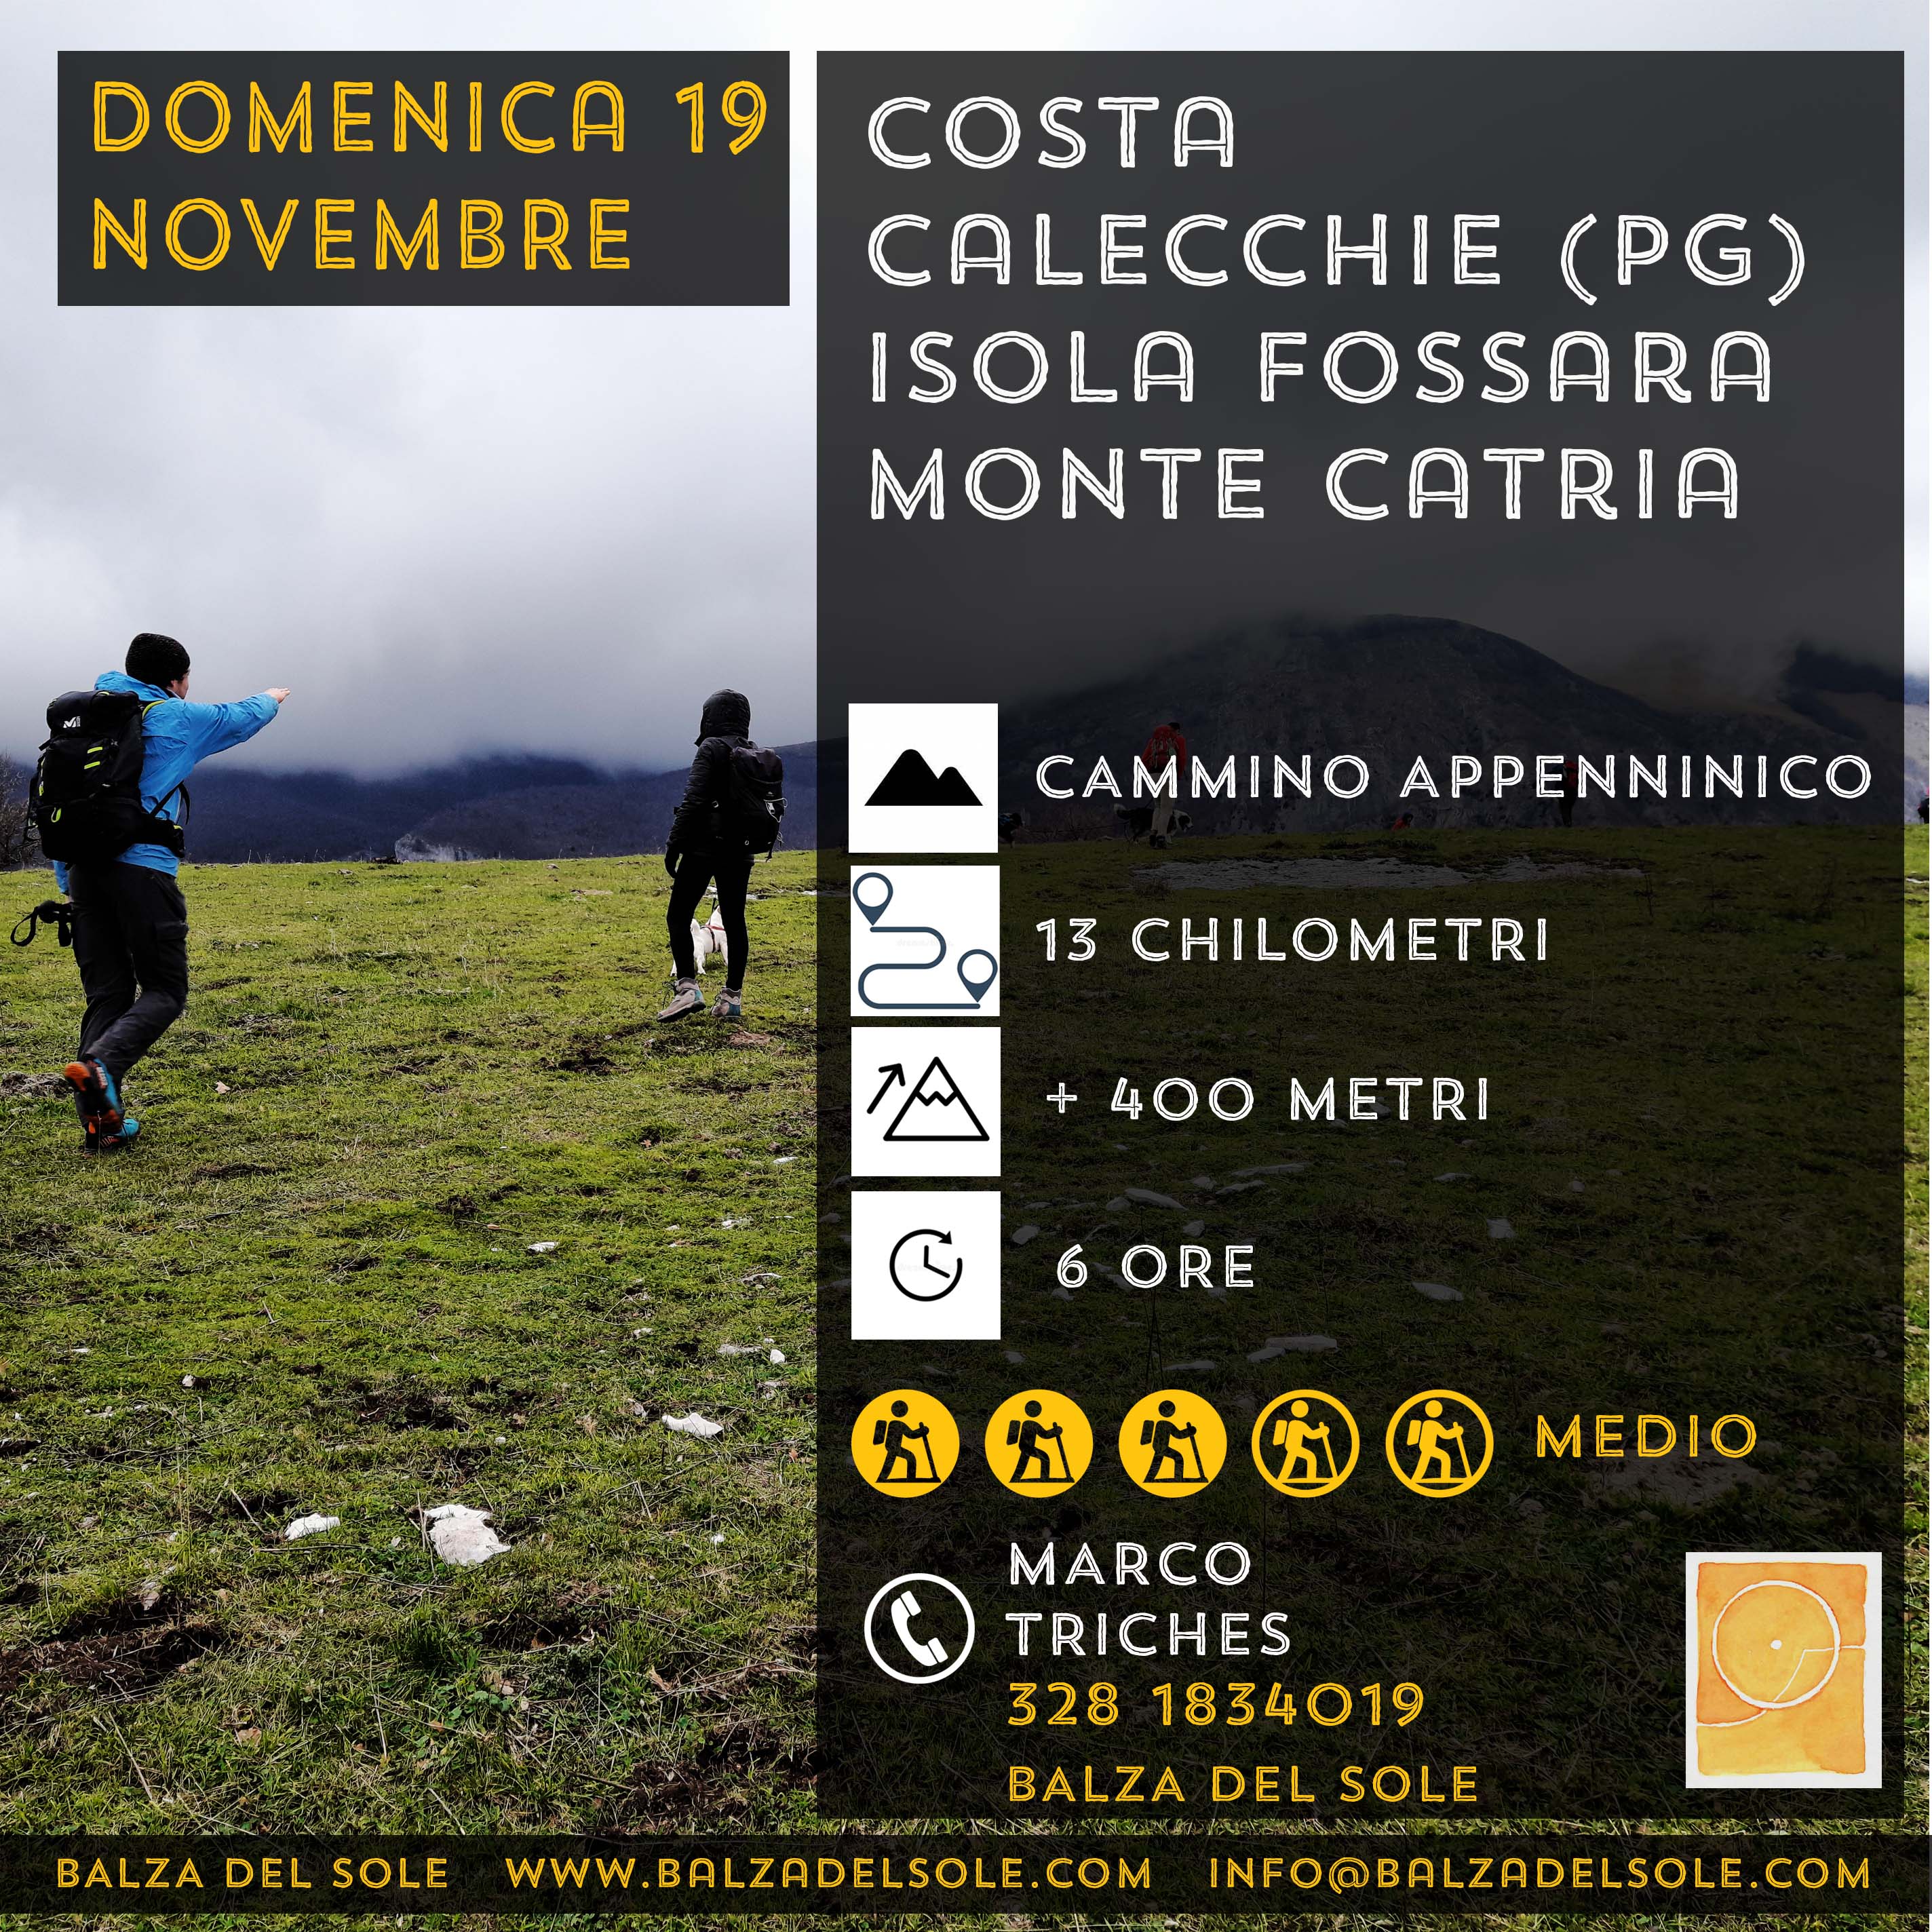 DOMENICA 19
NOVEMBRE
COSTA
CALECCHIE (PG)
ISOLA FOSSARA
MONTE CATRIA
CAMMINO APPENNINICO
13 CHILOMETRI
+ 400 METRI
6 ORE
MEDIO
MARCO
TRICHES
328 1834019
BALZA DEL SOLE
BALZA DEL SOLE WWW.BALZADELSOLE.COM INFO@BALZADELSOLE.COM